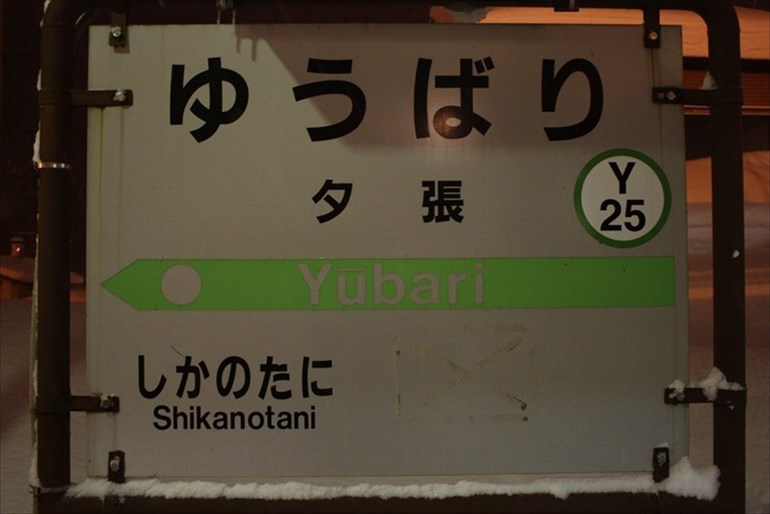 ゆうばり
夕張
Y
25
Yūbari
しかのたに
Shikanotani